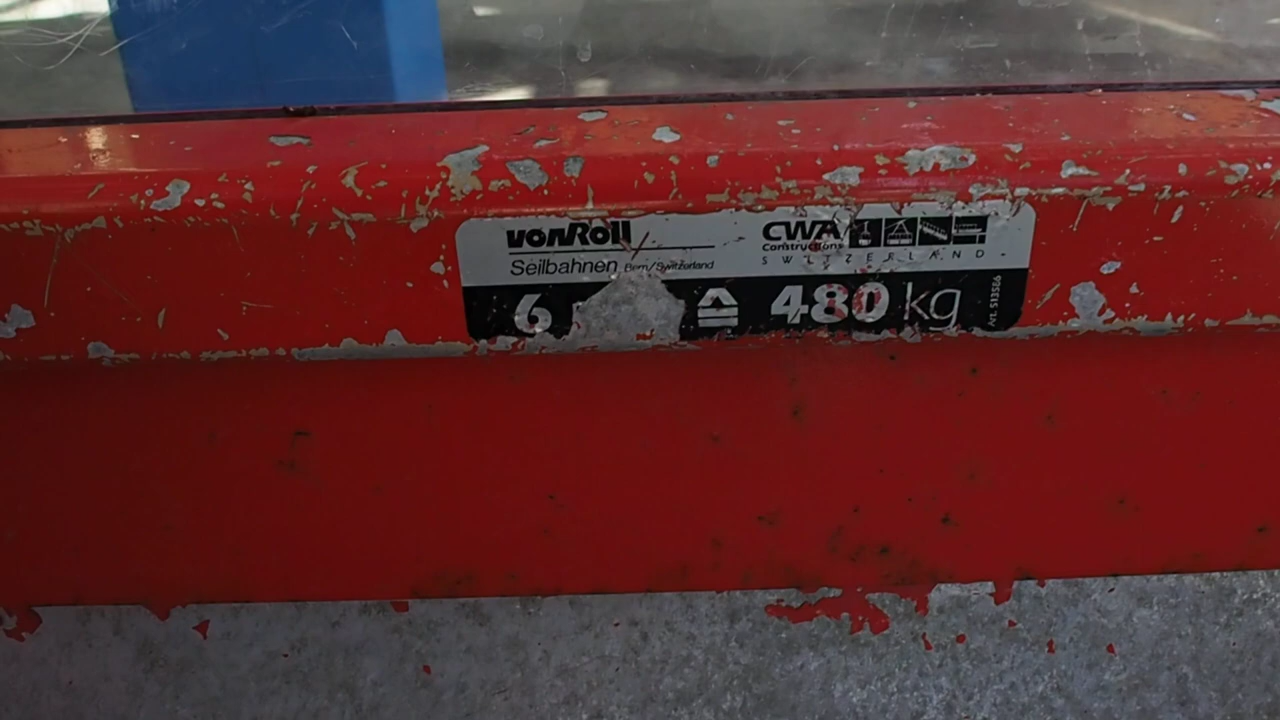 vonRoll
Seilbahnen Bern/Switzerland
CWA
Constructions
SWITZERLAND
6 ≙ 480 kg
Art. 513586